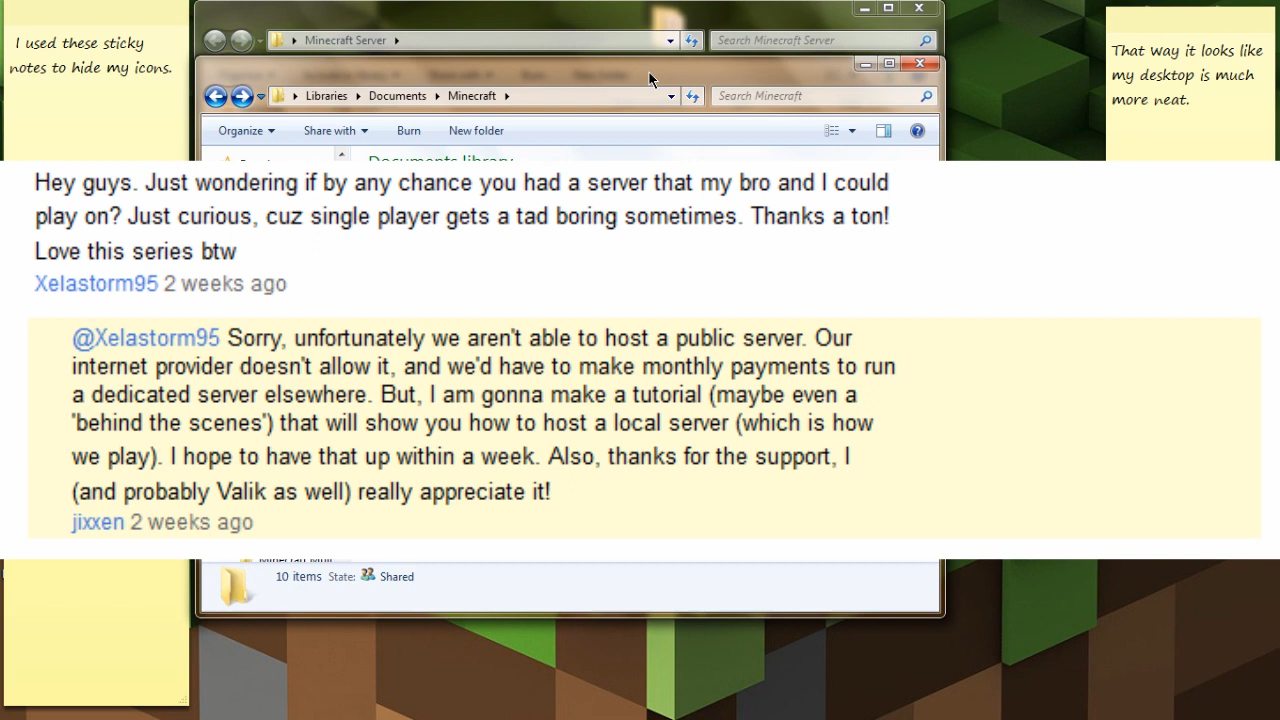 I used these sticky
notes to hide my icons.
That way it looks like
my desktop is much
more neat.
Minecraft Server
Search Minecraft Server
Libraries Documents Minecraft
Search Minecraft
Organize Share with Burn New folder
Documents library
Hey guys. Just wondering if by any chance you had a server that my bro and I could
play on? Just curious, cuz single player gets a tad boring sometimes. Thanks a ton!
Love this series btw
Xelastorm95 2 weeks ago
@Xelastorm95 Sorry, unfortunately we aren't able to host a public server. Our
internet provider doesn't allow it, and we'd have to make monthly payments to run
a dedicated server elsewhere. But, I am gonna make a tutorial (maybe even a
'behind the scenes') that will show you how to host a local server (which is how
we play). I hope to have that up within a week. Also, thanks for the support, I
(and probably Valik as well) really appreciate it!
jixxen 2 weeks ago
10 items State: Shared